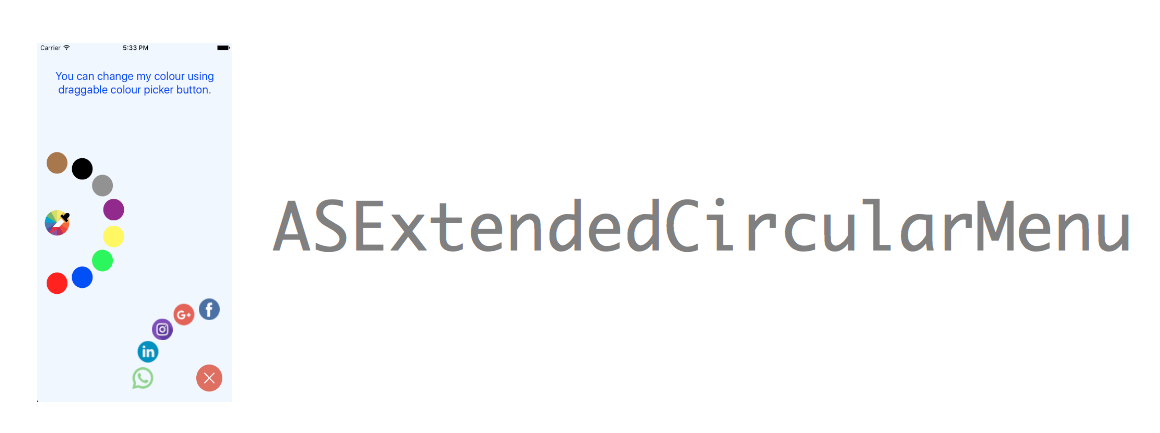 Carrier 5:33 PM
You can change my colour using
draggable colour picker button.
ASExtendedCircularMenu
G+ f
in